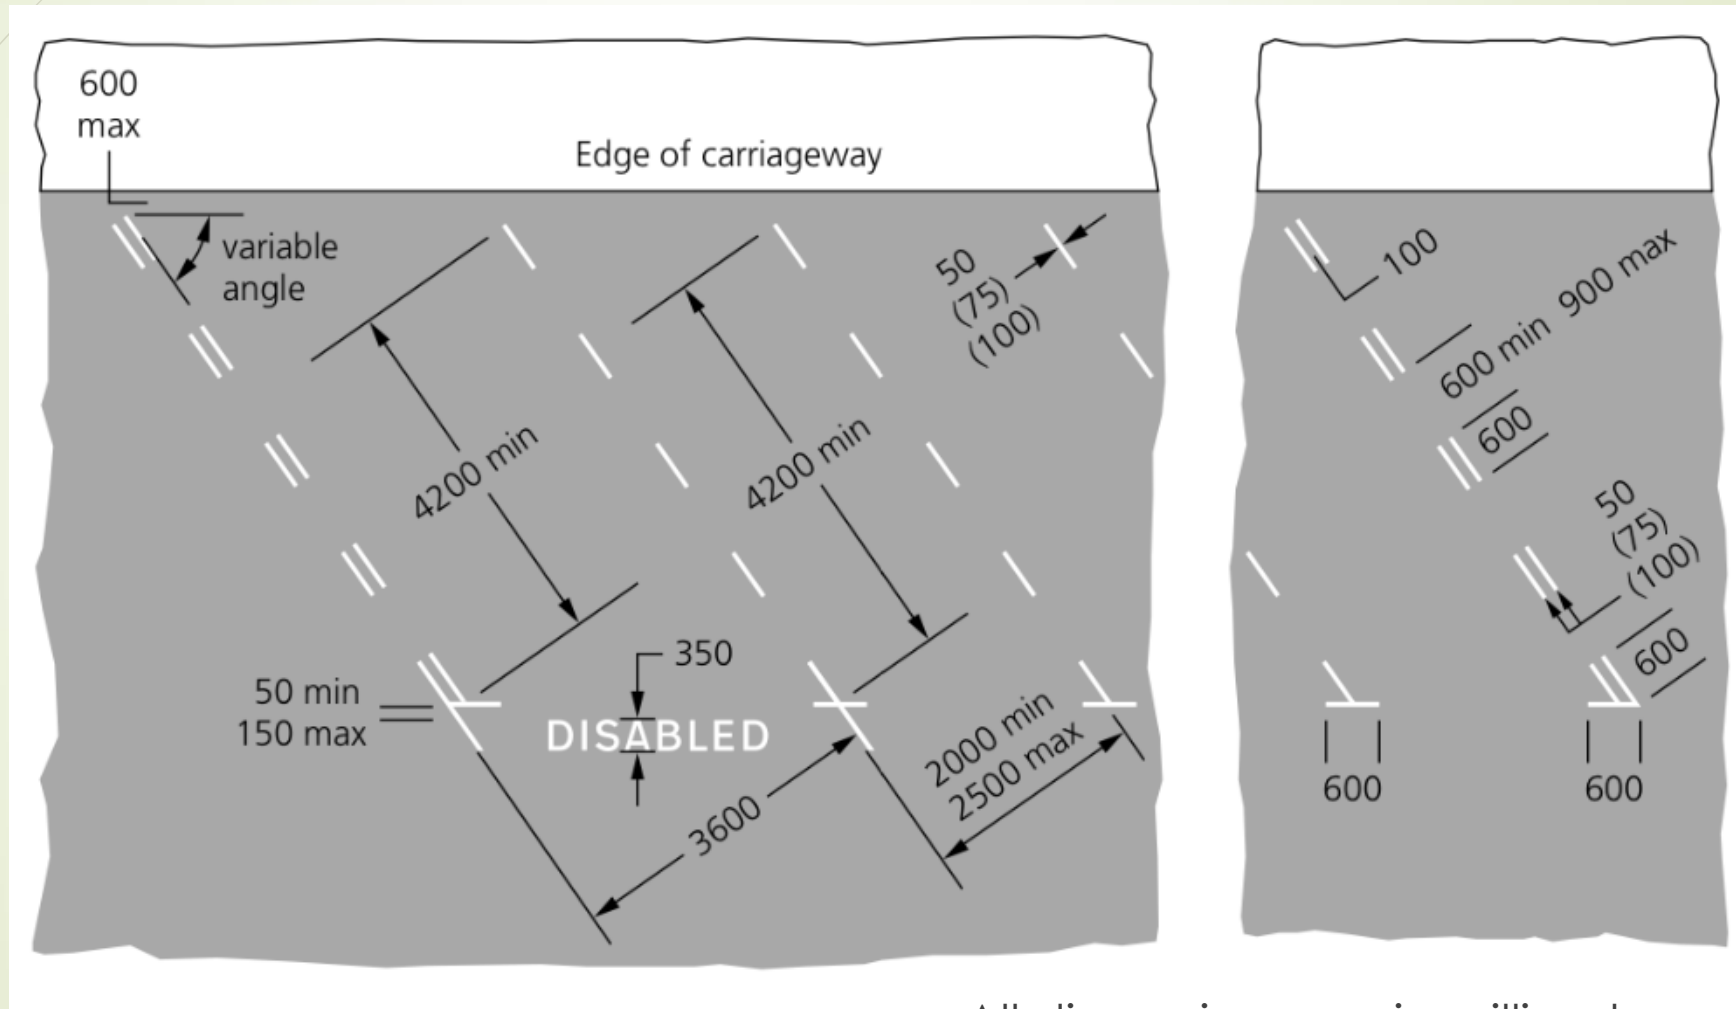 600
max
Edge of carriageway
variable
angle
50
(75)
(100)
4200 min
4200 min
50 min
150 max
350
DISABLED
3600
2000 min
2500 max
100
600 min 900 max
600
50
(75)
(100)
600
600
600